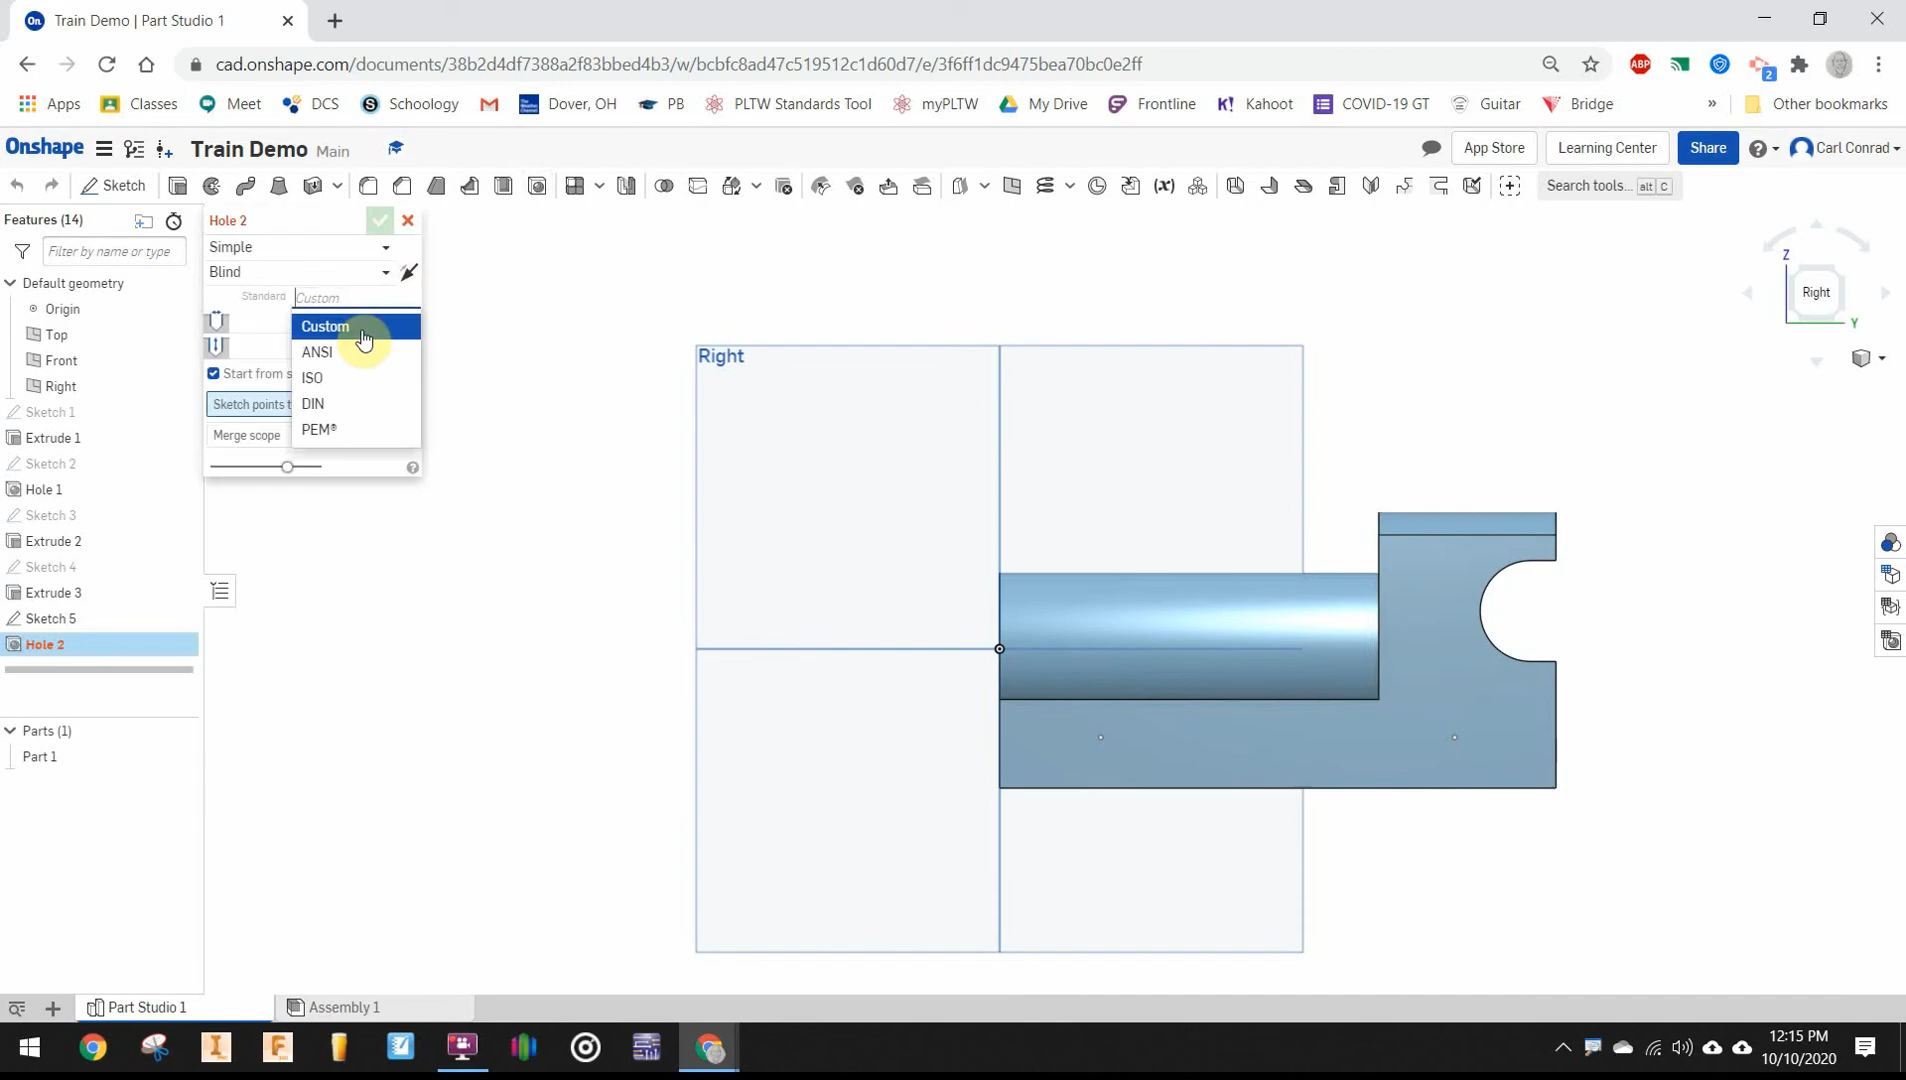 On Train Demo | Part Studio 1
cad.onshape.com/documents/38b2d4df7388a2f83bbed4b3/w/bcbfc8ad47c519512c1d60d7/e/3f6ff1dc9475bea70bc0e2ff
ABP 2
Apps Classes Meet DCS Schoology Dover, OH PB PLTW Standards Tool myPLTW My Drive Frontline Kahoot COVID-19 GT Guitar Bridge » Other bookmarks
Onshape Train Demo Main App Store Learning Center Share Carl Conrad
Sketch (x) Search tools... alt C
Features (14)
Filter by name or type
Default geometry
Origin
Top
Front
Right
Sketch 1
Extrude 1
Sketch 2
Hole 1
Sketch 3
Extrude 2
Sketch 4
Extrude 3
Sketch 5
Hole 2
Parts (1)
Part 1
Hole 2
Simple
Blind
Standard Custom
Custom
ANSI
ISO
DIN
PEM®
Start from s
Sketch points t
Merge scope
Right
Z
Right
Y
Part Studio 1 Assembly 1
12:15 PM
10/10/2020